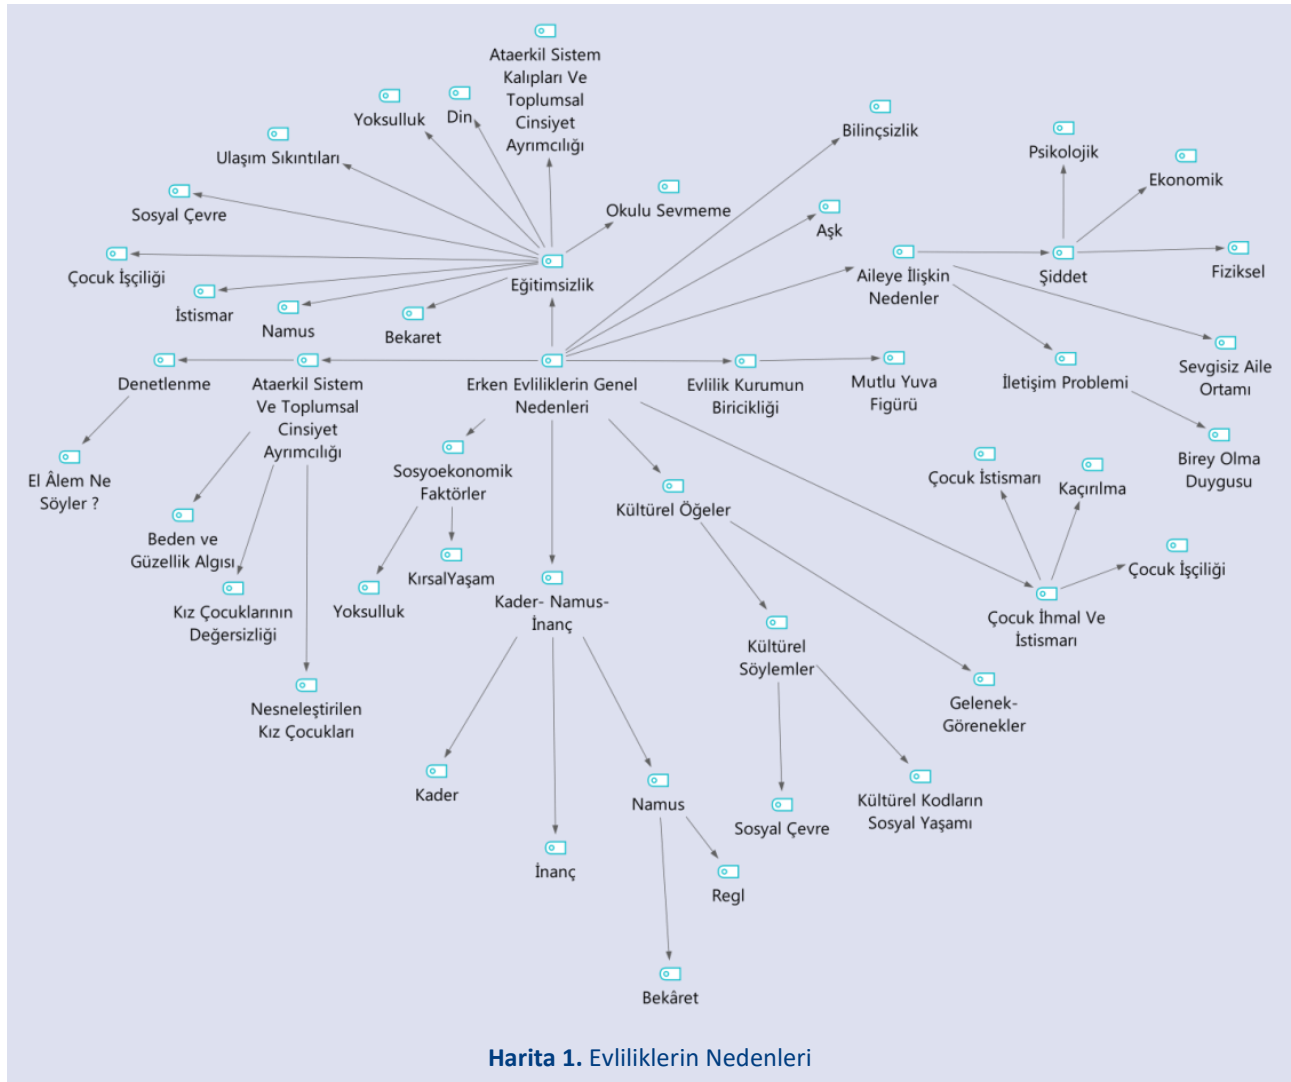 Ataerkil Sistem
Kalıpları Ve
Toplumsal
Cinsiyet
Ayrımcılığı
Din
Yoksulluk
Ulaşım Sıkıntıları
Sosyal Çevre
Çocuk İşçiliği
İstismar
Namus
Bekaret
Okulu Sevmeme
Eğitimsizlik
Bilinçsizlik
Aşk
Aileye İlişkin
Nedenler
Psikolojik
Ekonomik
Şiddet
Fiziksel
Sevgisiz Aile
Ortamı
İletişim Problemi
Birey Olma
Duygusu
Denetlenme
Ataerkil Sistem
Ve Toplumsal
Cinsiyet
Ayrımcılığı
Erken Evliliklerin Genel
Nedenleri
Evlilik Kurumun
Biricikliği
Mutlu Yuva
Figürü
El Âlem Ne
Söyler ?
Beden ve
Güzellik Algısı
Kız Çocuklarının
Değersizliği
Nesneleştirilen
Kız Çocukları
Sosyoekonomik
Faktörler
Yoksulluk
KırsalYaşam
Kader- Namus-
İnanç
Kültürel Öğeler
Çocuk İstismarı
Kaçırılma
Çocuk İşçiliği
Çocuk İhmal Ve
İstismarı
Kültürel
Söylemler
Gelenek-
Görenekler
Kader
İnanç
Namus
Regl
Bekâret
Sosyal Çevre
Kültürel Kodların
Sosyal Yaşamı
Harita 1. Evliliklerin Nedenleri